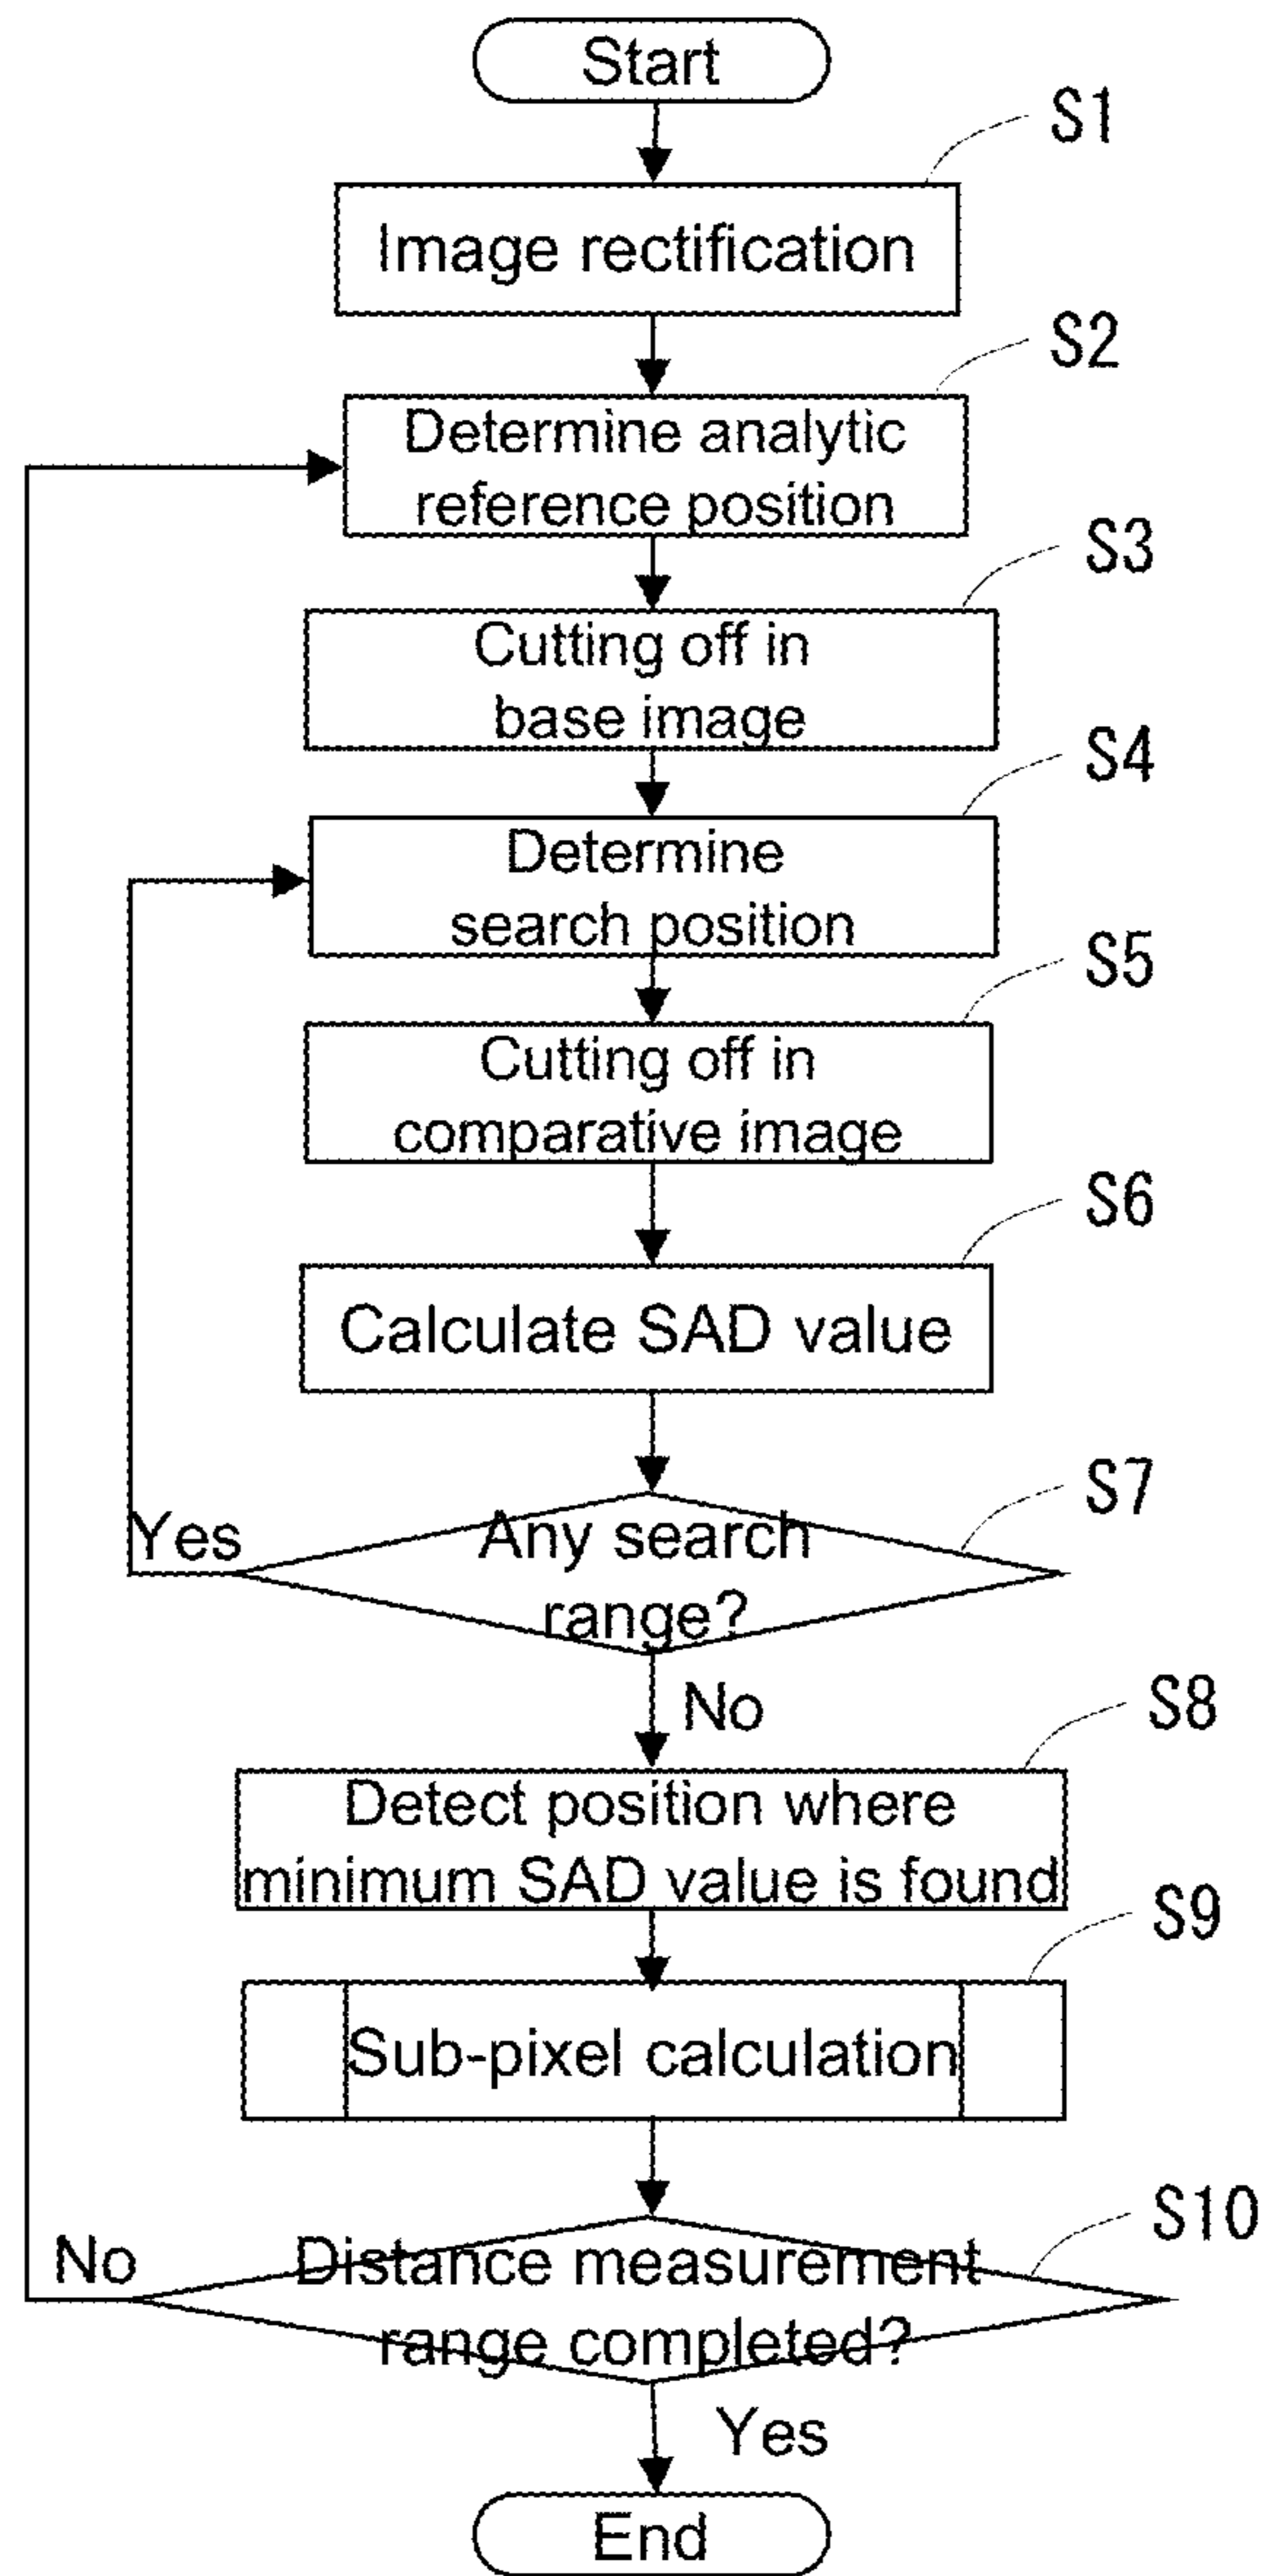 Start
S1
Image rectification
S2
Determine analytic
reference position
S3
Cutting off in
base image
S4
Determine
search position
S5
Cutting off in
comparative image
S6
Calculate SAD value
S7
Yes
Any search
range?
No
S8
Detect position where
minimum SAD value is found
S9
Sub-pixel calculation
S10
No
Distance measurement
range completed?
Yes
End